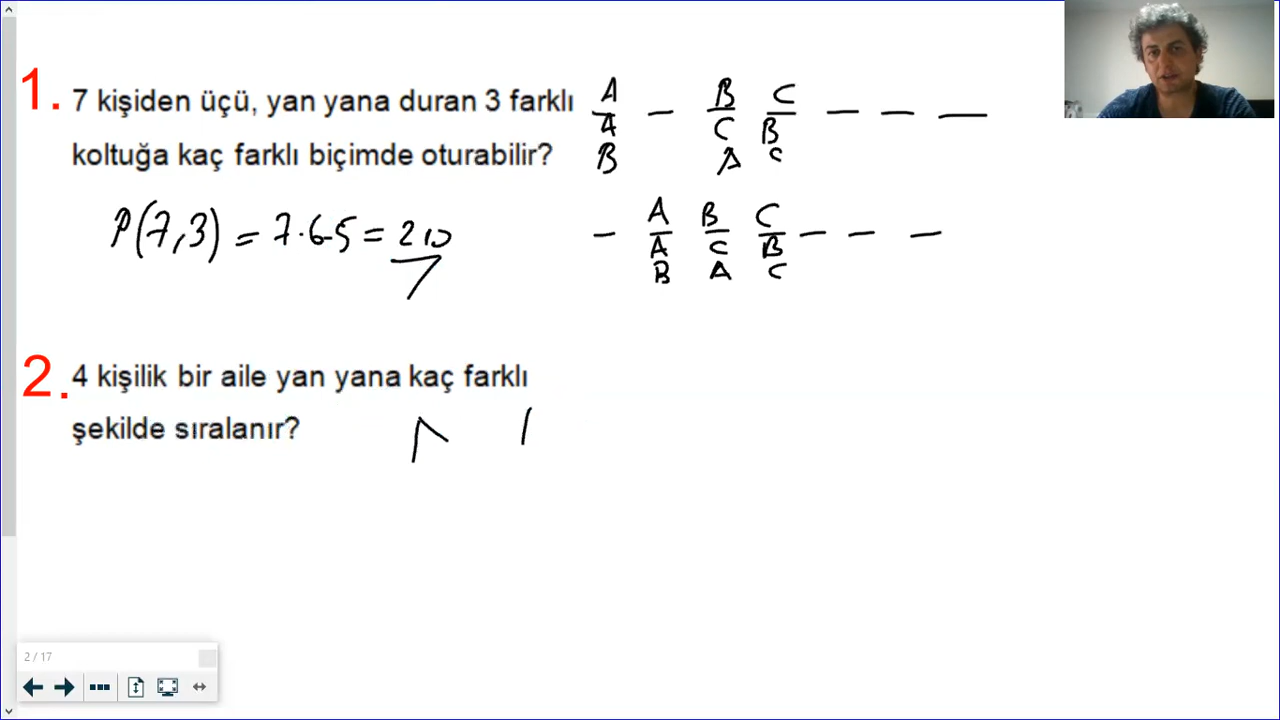 1. 7 kişiden üçü, yan yana duran 3 farklı
koltuğa kaç farklı biçimde oturabilir?
P(7,3) = 7·6·5 = 210
A _ B C _ _ _
A C B
B A C
_ A B C _ _ _
A C B
B A C
2. 4 kişilik bir aile yan yana kaç farklı
şekilde sıralanır?
2 / 17